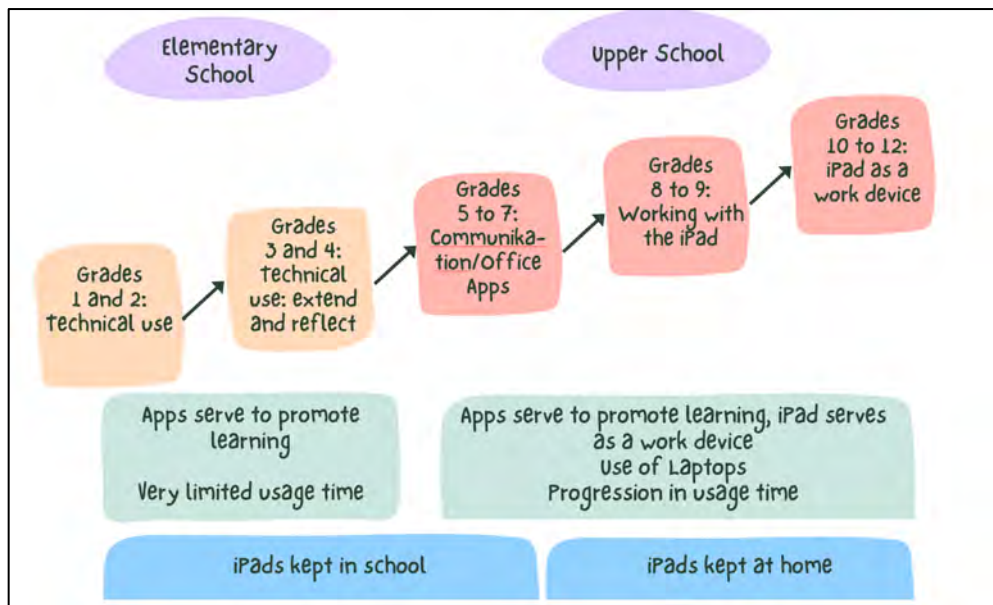 Elementary
School
Upper School
Grades
1 and 2:
Technical use
Grades
3 and 4:
Technical
use: extend
and reflect
Grades
5 to 7:
Communika-
tion/Office
Apps
Grades
8 to 9:
Working with
the iPad
Grades
10 to 12:
iPad as a
work device
Apps serve to promote
learning
Very limited usage time
Apps serve to promote learning, iPad serves
as a work device
Use of Laptops
Progression in usage time
iPads kept in school
iPads kept at home